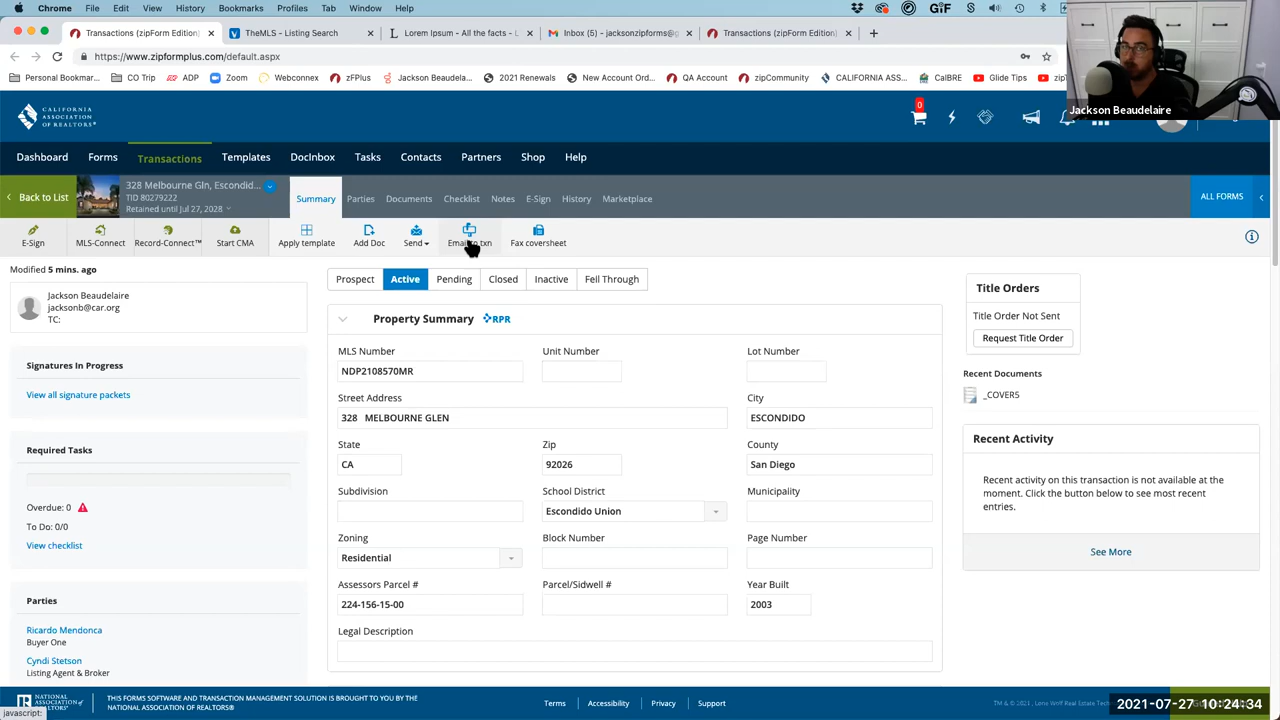 Chrome File Edit View History
GIF
Transactions (zipForm Edition)
TheMLS - Listing Search
Lorem Ipsum - All the facts -
Inbox (5) - jacksonzipforms@g
Transactions (zipForm Edition)
https://www.zipformplus.com/default.aspx
Personal Bookmar... CO Trip AD Zoom Webconnex zFPlus Jackson Beaudelai... 2021 Renewals New Account Ord... QA Account zipCommunity CALIFORNIA ASS... CalBRE Glide Tips
Jackson Beaudelaire
CALIFORNIA
ASSOCIATION
OF REALTORS®
0
Dashboard Forms Transactions Templates DocInbox Tasks Contacts Partners Shop Help
Back to List
328 Melbourne Gln, Escondid...
TID 80279222
Retained until Jul 27, 2028
Summary Parties Documents Checklist Notes E-Sign History Marketplace
ALL FORMS
E-Sign MLS-Connect Record-Connect™ Start CMA Apply template Add Doc Send Email to txn Fax coversheet
Modified 5 mins. ago
Jackson Beaudelaire
jacksonb@car.org
TC:
Signatures In Progress
View all signature packets
Required Tasks
Overdue: 0
To Do: 0/0
View checklist
Parties
Ricardo Mendonca
Buyer One
Cyndi Stetson
Listing Agent & Broker
Prospect Active Pending Closed Inactive Fell Through
Property Summary RPR
MLS Number Unit Number Lot Number
NDP2108570MR
Street Address City
328 MELBOURNE GLEN ESCONDIDO
State Zip County
CA 92026 San Diego
Subdivision School District Municipality
Escondido Union
Zoning Block Number Page Number
Residential
Assessors Parcel # Parcel/Sidwell # Year Built
224-156-15-00 2003
Legal Description
Title Orders
Title Order Not Sent
Request Title Order
Recent Documents
_COVER5
Recent Activity
Recent activity on this transaction is not available at the
moment. Click the button below to see most recent
entries.
See More
NATIONAL
ASSOCIATION of
REALTORS®
THIS FORMS SOFTWARE AND TRANSACTION MANAGEMENT SOLUTION IS BROUGHT TO YOU BY THE
NATIONAL ASSOCIATION OF REALTORS®
Terms Accessibility Privacy Support
2021-07-27 10:24:34
javascript: